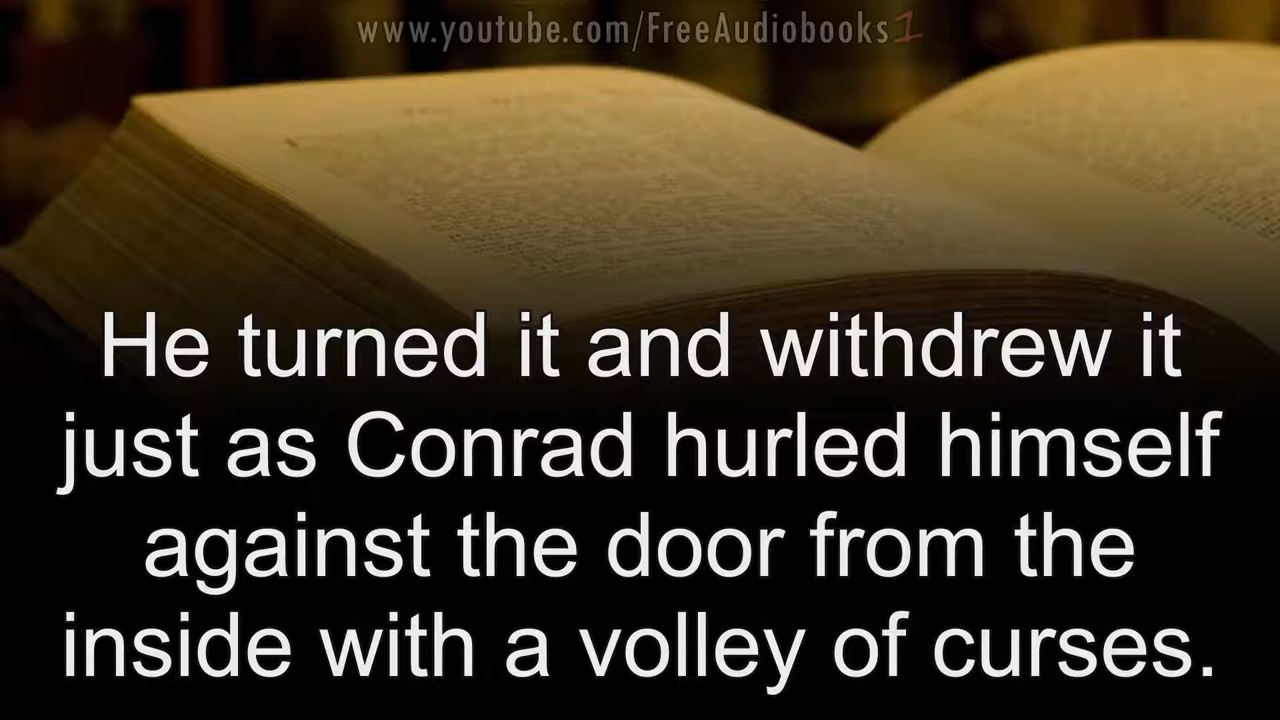 www.youtube.com/FreeAudiobooks1
He turned it and withdrew it
just as Conrad hurled himself
against the door from the
inside with a volley of curses.